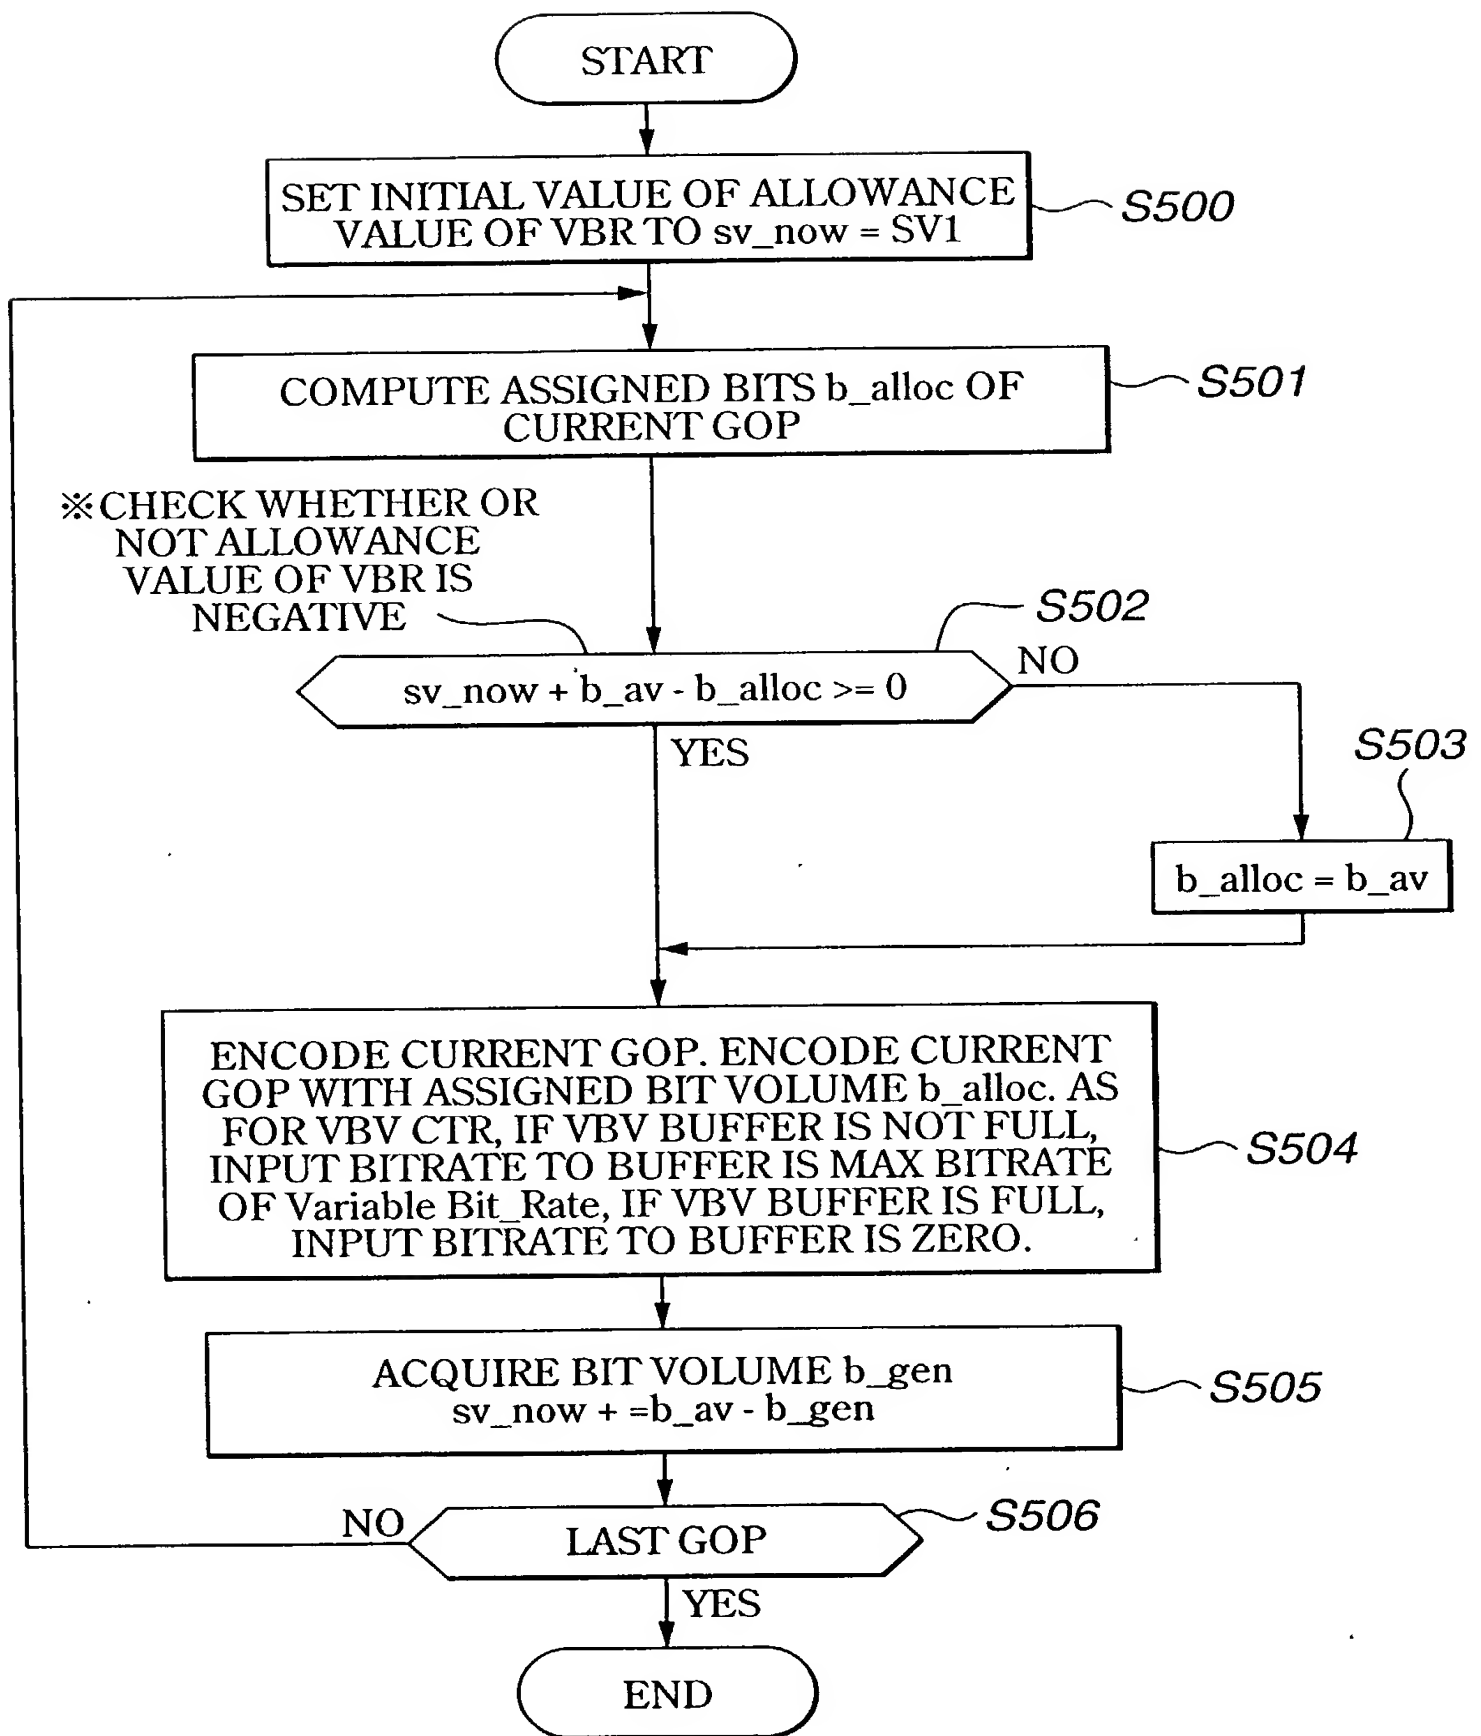 START
SET INITIAL VALUE OF ALLOWANCE
VALUE OF VBR TO sv_now = SV1
S500
COMPUTE ASSIGNED BITS b_alloc OF
CURRENT GOP
S501
※CHECK WHETHER OR
NOT ALLOWANCE
VALUE OF VBR IS
NEGATIVE
S502
sv_now + b_av - b_alloc >= 0
NO
YES
S503
b_alloc = b_av
ENCODE CURRENT GOP. ENCODE CURRENT
GOP WITH ASSIGNED BIT VOLUME b_alloc. AS
FOR VBV CTR, IF VBV BUFFER IS NOT FULL,
INPUT BITRATE TO BUFFER IS MAX BITRATE
OF Variable Bit_Rate, IF VBV BUFFER IS FULL,
INPUT BITRATE TO BUFFER IS ZERO.
S504
ACQUIRE BIT VOLUME b_gen
sv_now + =b_av - b_gen
S505
NO
LAST GOP
S506
YES
END